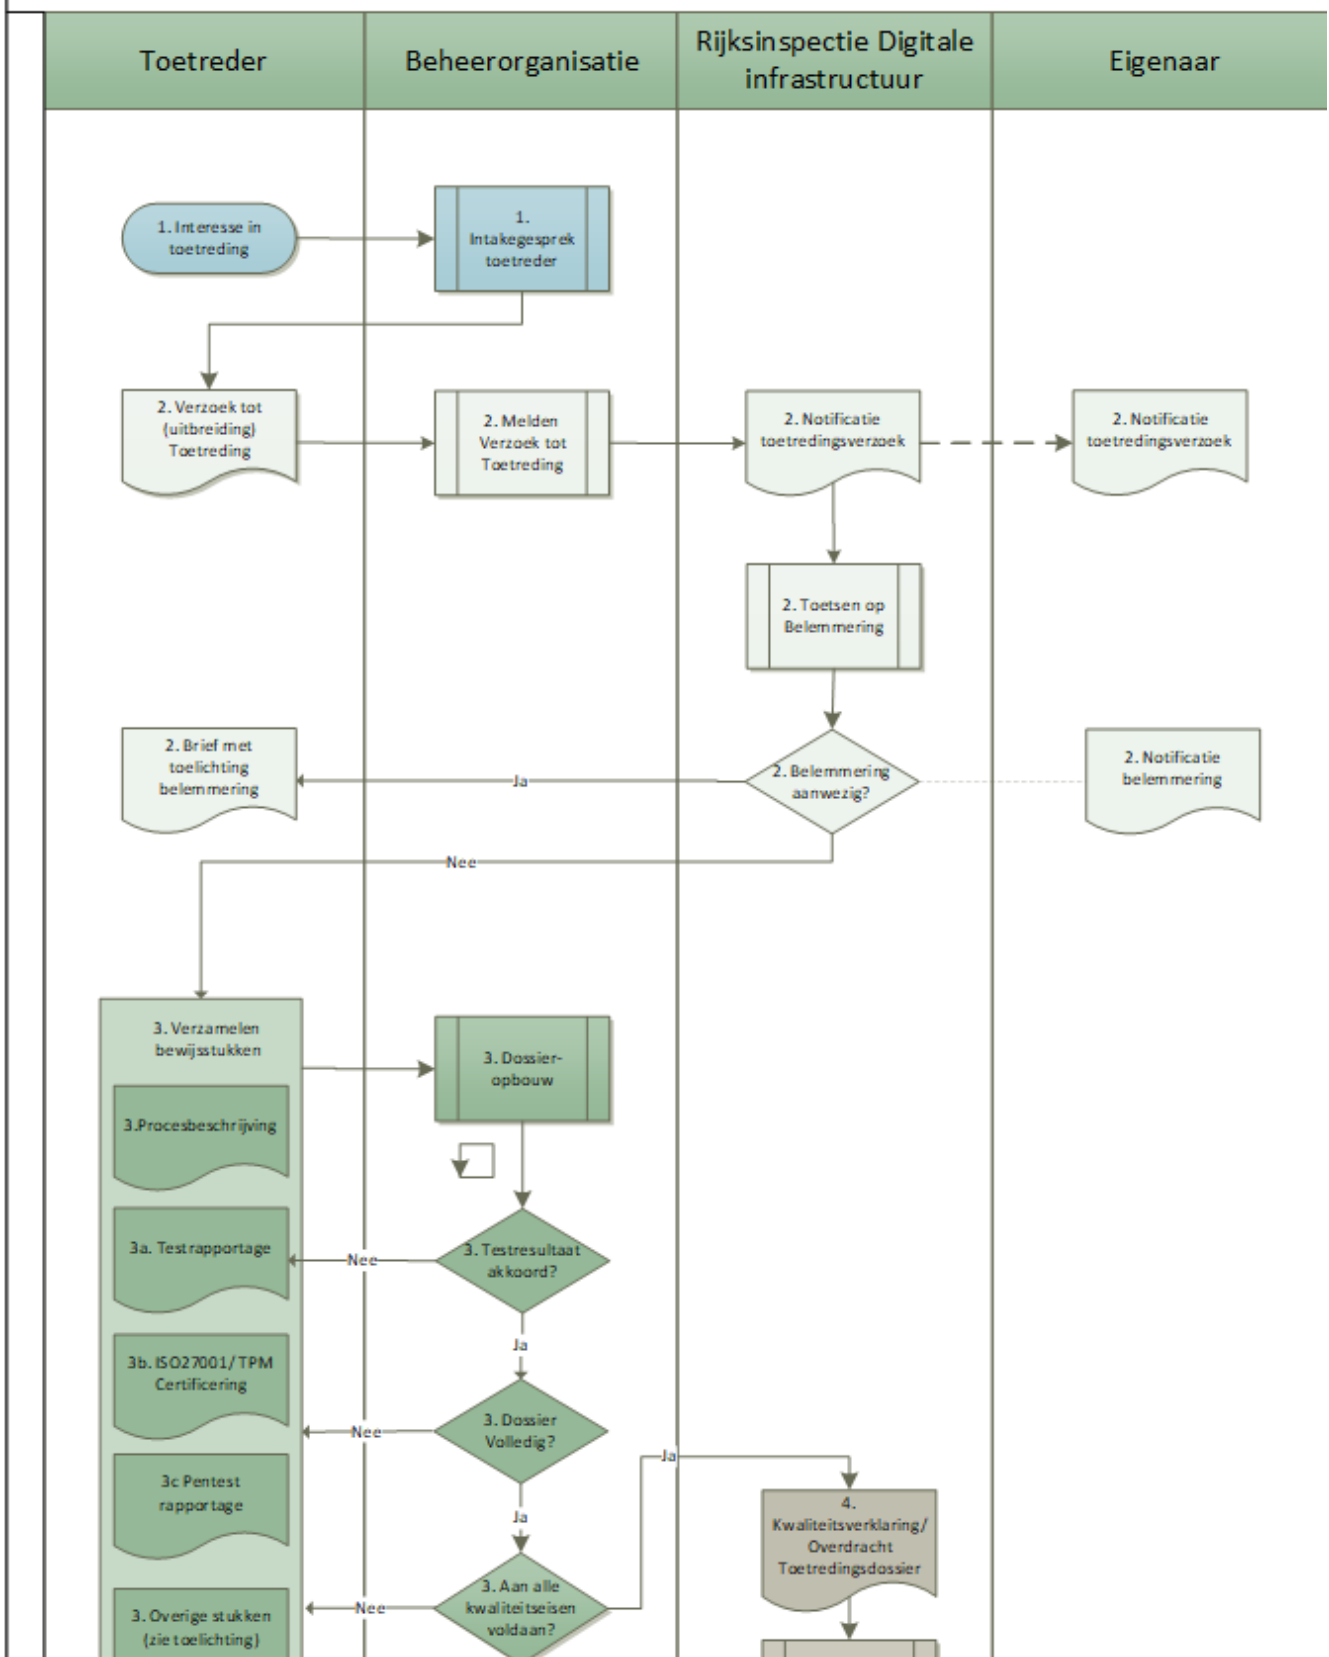 Toetreder
Beheerorganisatie
Rijksinspectie Digitale
infrastructuur
Eigenaar
1. Interesse in
toetreding
1.
Intakegesprek
toetreder
2. Verzoek tot
(uitbreiding)
Toetreding
2. Melden
Verzoek tot
Toetreding
2. Notificatie
toetredingsverzoek
2. Notificatie
toetredingsverzoek
2. Toetsen op
Belemmering
2. Brief met
toelichting
belemmering
Ja
2. Belemmering
aanwezig?
2. Notificatie
belemmering
Nee
3. Verzamelen
bewijsstukken
3. Dossier-
opbouw
3.Procesbeschrijving
3a. Testrapportage
Nee
3. Testresultaat
akkoord?
Ja
3b. ISO27001/TPM
Certificering
Nee
3. Dossier
Volledig?
Ja
3c Pentest
rapportage
Ja
4.
Kwaliteitsverklaring/
Overdracht
Toetredingsdossier
3. Overige stukken
(zie toelichting)
Nee
3. Aan alle
kwaliteitseisen
voldaan?